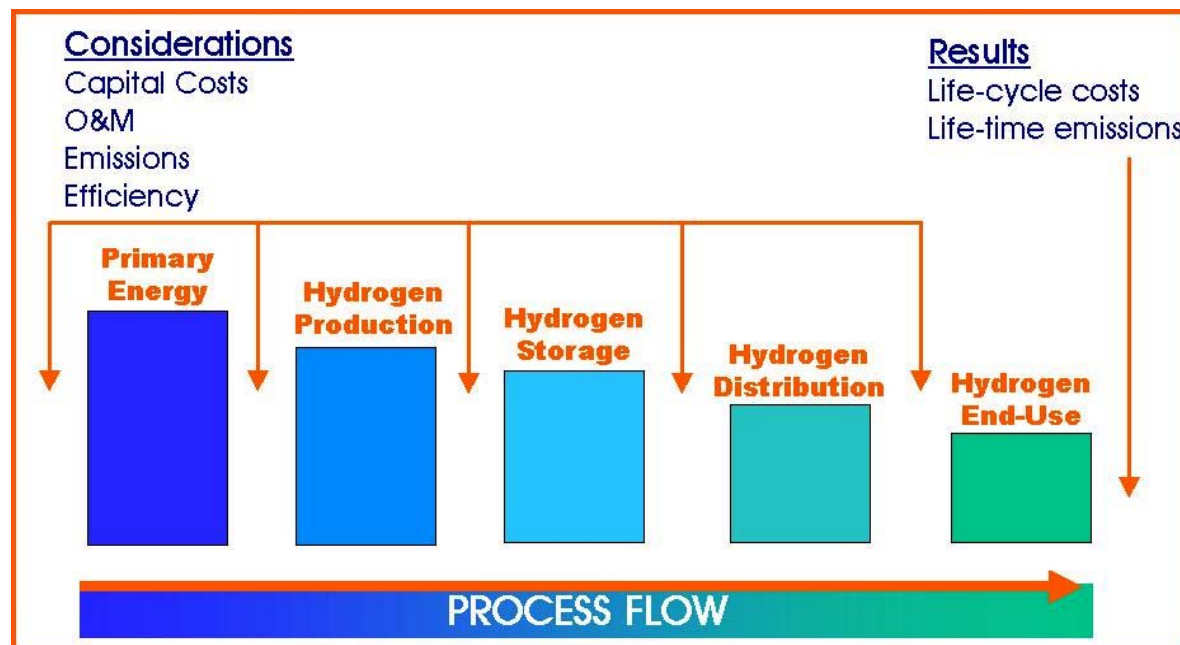 Considerations
Capital Costs
O&M
Emissions
Efficiency
Results
Life-cycle costs
Life-time emissions
Primary
Energy
Hydrogen
Production
Hydrogen
Storage
Hydrogen
Distribution
Hydrogen
End-Use
PROCESS FLOW